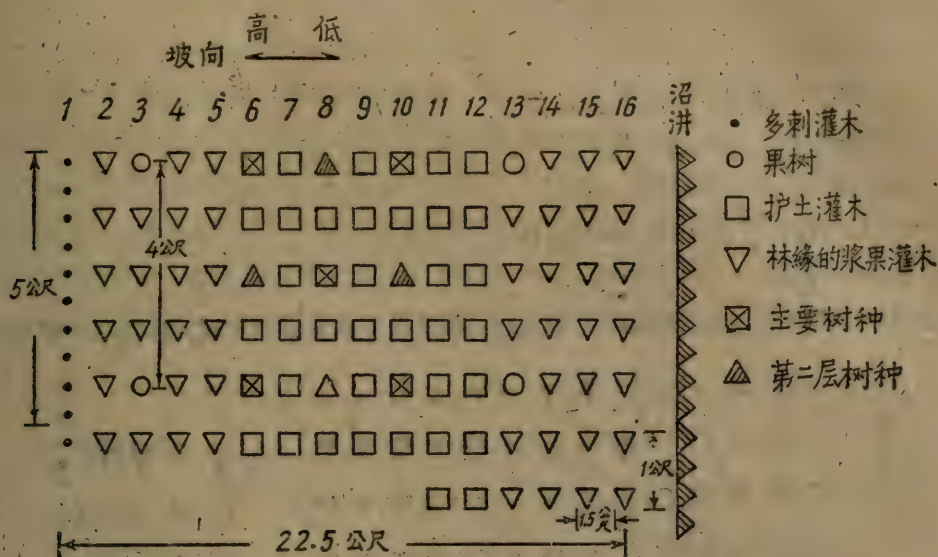 高 低
坡向
1 2 3 4 5 6 7 8 9 10 11 12 13 14 15 16
沼洪
多刺灌木
果树
护土灌木
林緣的浆果灌木
主要树种
第二层树种
4公尺
5公尺
1公尺
1.5公尺
22.5公尺